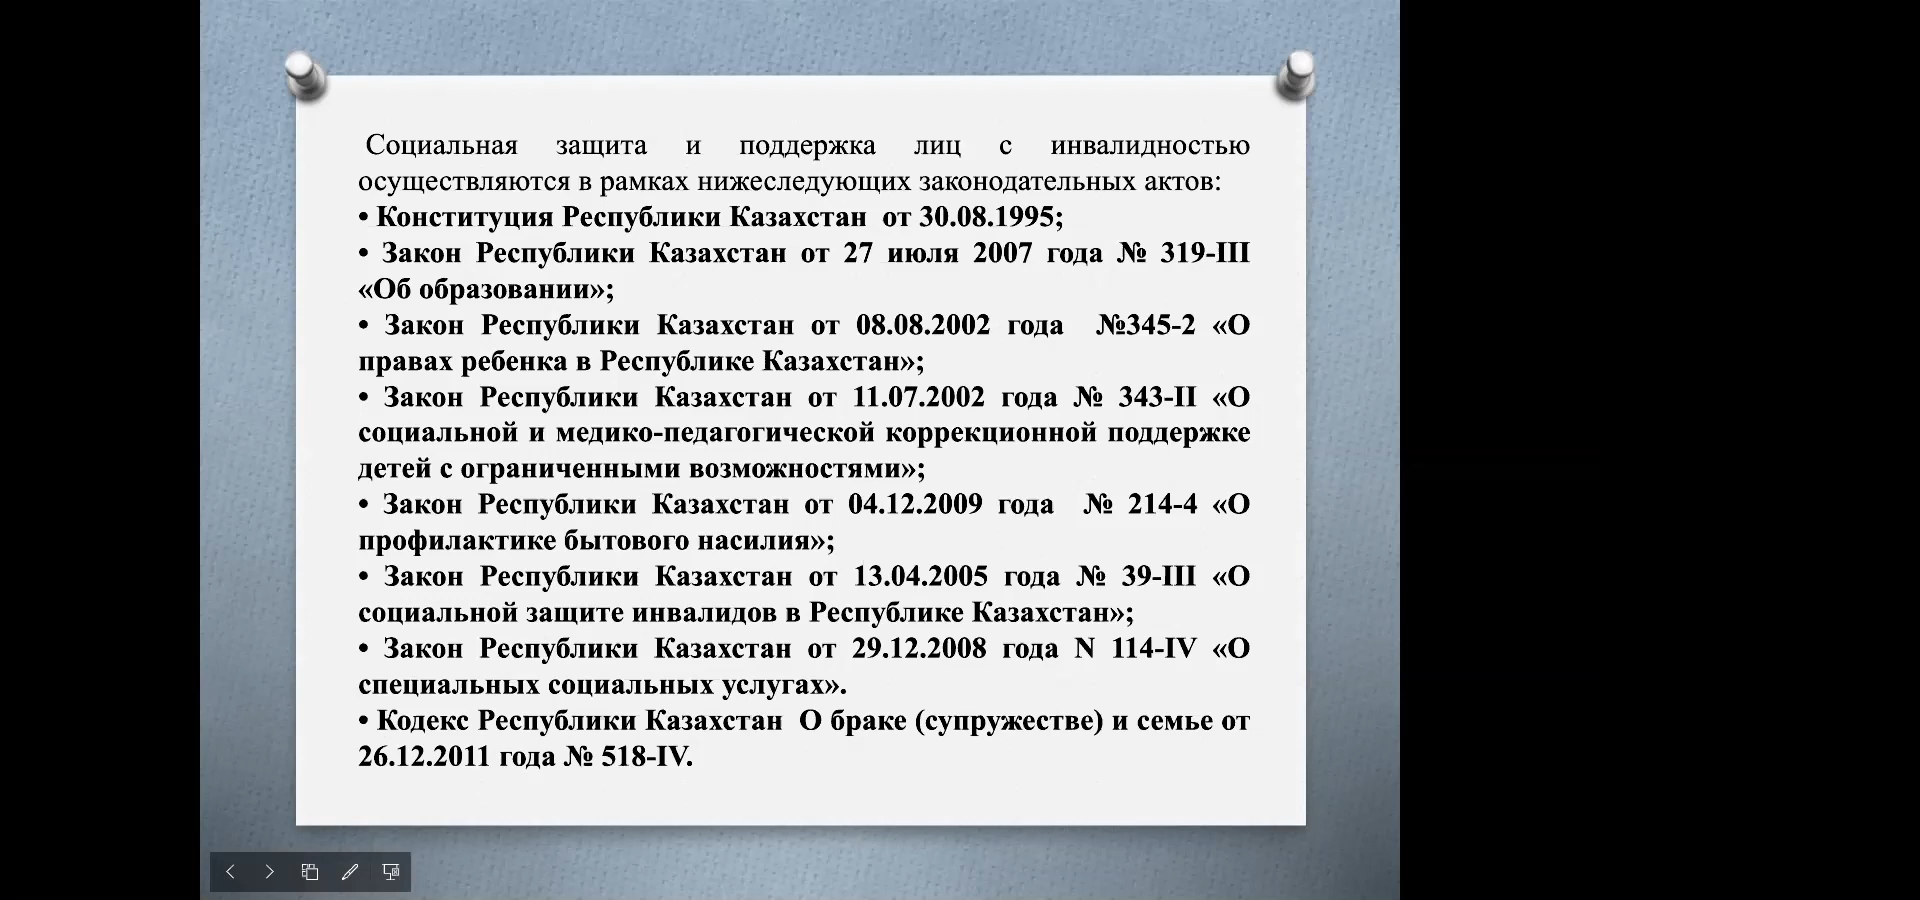 Социальная защита и поддержка лиц с инвалидностью
осуществляются в рамках нижеследующих законодательных актов:
• Конституция Республики Казахстан от 30.08.1995;
• Закон Республики Казахстан от 27 июля 2007 года № 319-III
«Об образовании»;
• Закон Республики Казахстан от 08.08.2002 года №345-2 «О
правах ребенка в Республике Казахстан»;
• Закон Республики Казахстан от 11.07.2002 года № 343-II «О
социальной и медико-педагогической коррекционной поддержке
детей с ограниченными возможностями»;
• Закон Республики Казахстан от 04.12.2009 года № 214-4 «О
профилактике бытового насилия»;
• Закон Республики Казахстан от 13.04.2005 года № 39-III «О
социальной защите инвалидов в Республике Казахстан»;
• Закон Республики Казахстан от 29.12.2008 года N 114-IV «О
специальных социальных услугах».
• Кодекс Республики Казахстан О браке (супружестве) и семье от
26.12.2011 года № 518-IV.